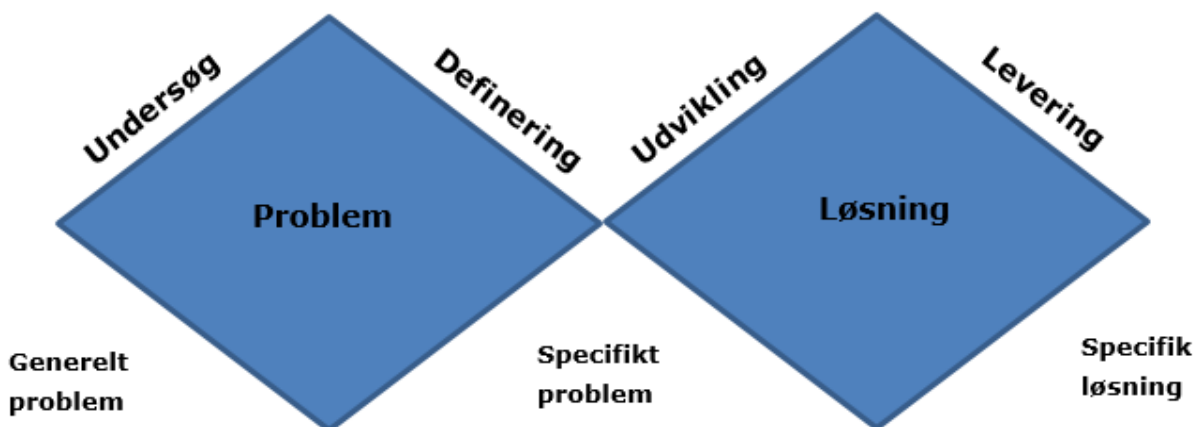 Undersøg
Definering
Udvikling
Levering
Problem
Løsning
Generelt
problem
Specifikt
problem
Specifik
løsning